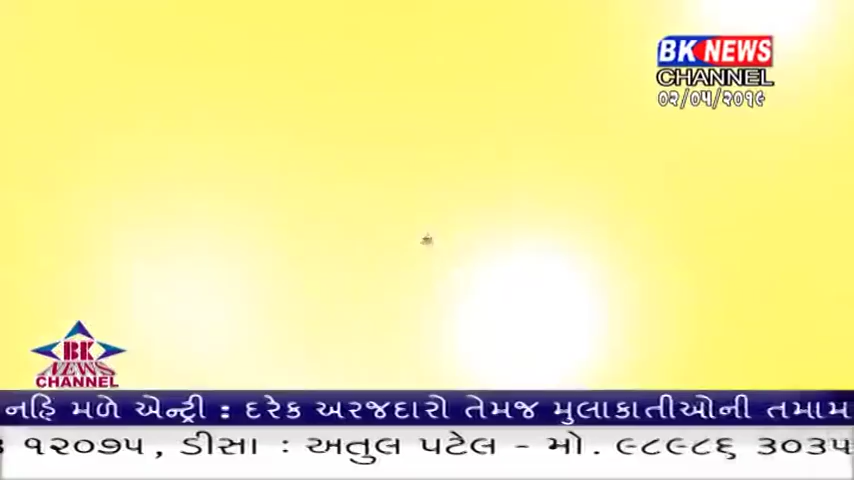 BK NEWS
CHANNEL
૦૨/૦૫/૨૦૧૯
BK
NEWS
CHANNEL
નહિ મળે એન્ટ્રી : દરેક અરજદારો તેમજ મુલાકાતીઓની તમામ
૧૨૦૭૫, ડીસા : અતુલ પટેલ - મો. ૯૮૯૮૬ ૩૦૩૫